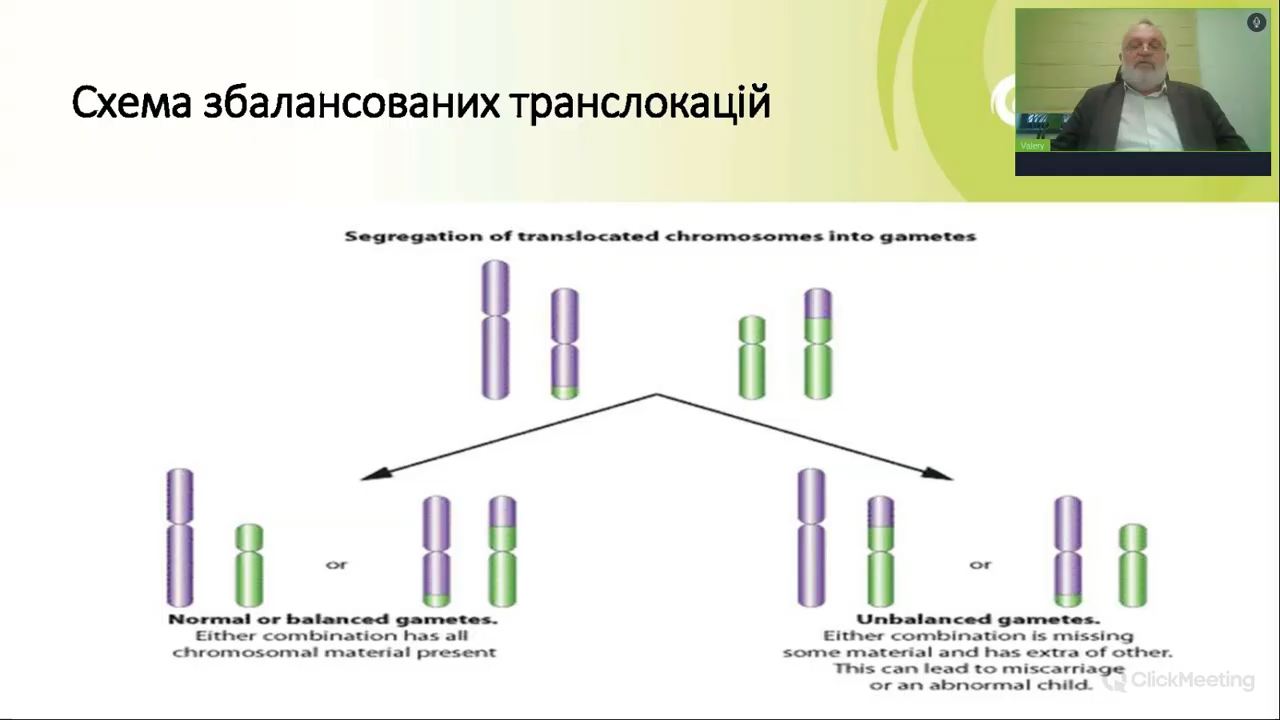 Схема збалансованих транслокацій
Valery
Segregation of translocated chromosomes into gametes
or
Normal or balanced gametes.
Either combination has all
chromosomal material present
or
Unbalanced gametes.
Either combination is missing
some material and has extra of other.
This can lead to miscarriage
or an abnormal child.
ClickMeeting